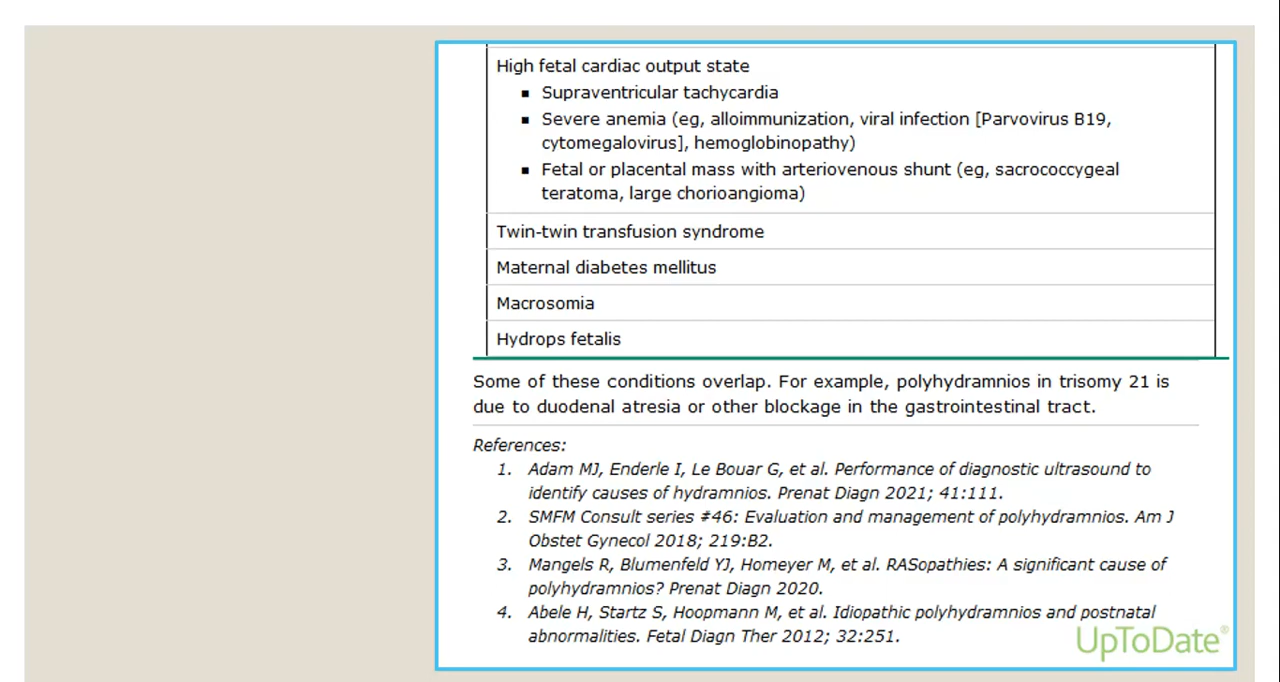 High fetal cardiac output state
▪ Supraventricular tachycardia
▪ Severe anemia (eg, alloimmunization, viral infection [Parvovirus B19,
cytomegalovirus], hemoglobinopathy)
▪ Fetal or placental mass with arteriovenous shunt (eg, sacrococcygeal
teratoma, large chorioangioma)
Twin-twin transfusion syndrome
Maternal diabetes mellitus
Macrosomia
Hydrops fetalis
Some of these conditions overlap. For example, polyhydramnios in trisomy 21 is
due to duodenal atresia or other blockage in the gastrointestinal tract.
References:
1. Adam MJ, Enderle I, Le Bouar G, et al. Performance of diagnostic ultrasound to
identify causes of hydramnios. Prenat Diagn 2021; 41:111.
2. SMFM Consult series #46: Evaluation and management of polyhydramnios. Am J
Obstet Gynecol 2018; 219:B2.
3. Mangels R, Blumenfeld YJ, Homeyer M, et al. RASopathies: A significant cause of
polyhydramnios? Prenat Diagn 2020.
4. Abele H, Startz S, Hoopmann M, et al. Idiopathic polyhydramnios and postnatal
abnormalities. Fetal Diagn Ther 2012; 32:251.
UpToDate®